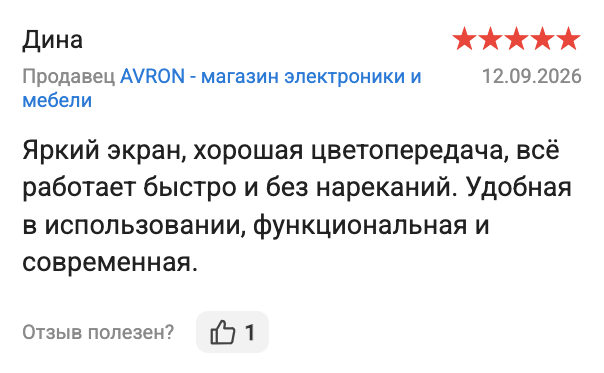 Дина
Продавец AVRON - магазин электроники и
мебели
12.09.2026
Яркий экран, хорошая цветопередача, всё
работает быстро и без нареканий. Удобная
в использовании, функциональная и
современная.
Отзыв полезен? 1